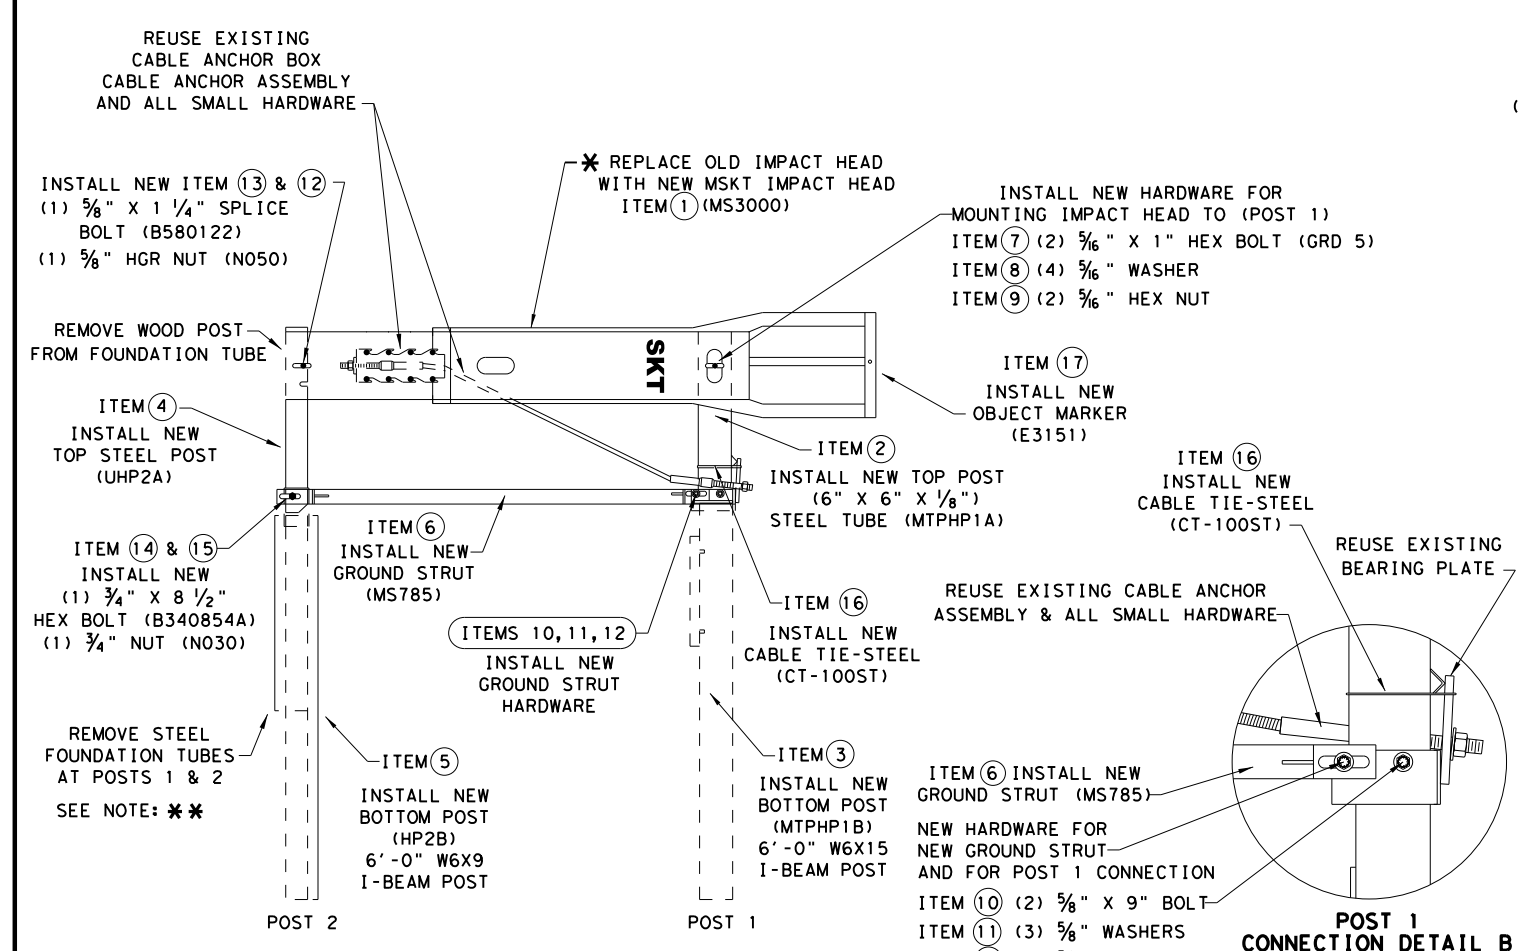 REUSE EXISTING
CABLE ANCHOR BOX
CABLE ANCHOR ASSEMBLY
AND ALL SMALL HARDWARE
INSTALL NEW ITEM 13 & 12
(1) 5/8" X 1 1/4" SPLICE
BOLT (B580122)
(1) 5/8" HGR NUT (N050)
* REPLACE OLD IMPACT HEAD
WITH NEW MSKT IMPACT HEAD
ITEM 1 (MS3000)
INSTALL NEW HARDWARE FOR
MOUNTING IMPACT HEAD TO (POST 1)
ITEM 7 (2) 5/16" X 1" HEX BOLT (GRD 5)
ITEM 8 (4) 5/16" WASHER
ITEM 9 (2) 5/16" HEX NUT
REMOVE WOOD POST
FROM FOUNDATION TUBE
SKT
ITEM 17
INSTALL NEW
OBJECT MARKER
(E3151)
ITEM 4
INSTALL NEW
TOP STEEL POST
(UHP2A)
ITEM 2
INSTALL NEW TOP POST
(6" X 6" X 1/8")
STEEL TUBE (MTPHP1A)
ITEM 16
INSTALL NEW
CABLE TIE-STEEL
(CT-100ST)
REUSE EXISTING
BEARING PLATE
ITEM 14 & 15
INSTALL NEW
(1) 3/4" X 8 1/2"
HEX BOLT (B340854A)
(1) 3/4" NUT (N030)
ITEM 6
INSTALL NEW
GROUND STRUT
(MS785)
ITEMS 10,11,12
INSTALL NEW
GROUND STRUT
HARDWARE
ITEM 16
INSTALL NEW
CABLE TIE-STEEL
(CT-100ST)
REUSE EXISTING CABLE ANCHOR
ASSEMBLY & ALL SMALL HARDWARE
REMOVE STEEL
FOUNDATION TUBES
AT POSTS 1 & 2
SEE NOTE: **
ITEM 5
INSTALL NEW
BOTTOM POST
(HP2B)
6'-0" W6X9
I-BEAM POST
ITEM 3
INSTALL NEW
BOTTOM POST
(MTPHP1B)
6'-0" W6X15
I-BEAM POST
ITEM 6 INSTALL NEW
GROUND STRUT (MS785)
NEW HARDWARE FOR
NEW GROUND STRUT
AND FOR POST 1 CONNECTION
ITEM 10 (2) 5/8" X 9" BOLT
ITEM 11 (3) 5/8" WASHERS
POST 2
POST 1
POST 1
CONNECTION DETAIL B